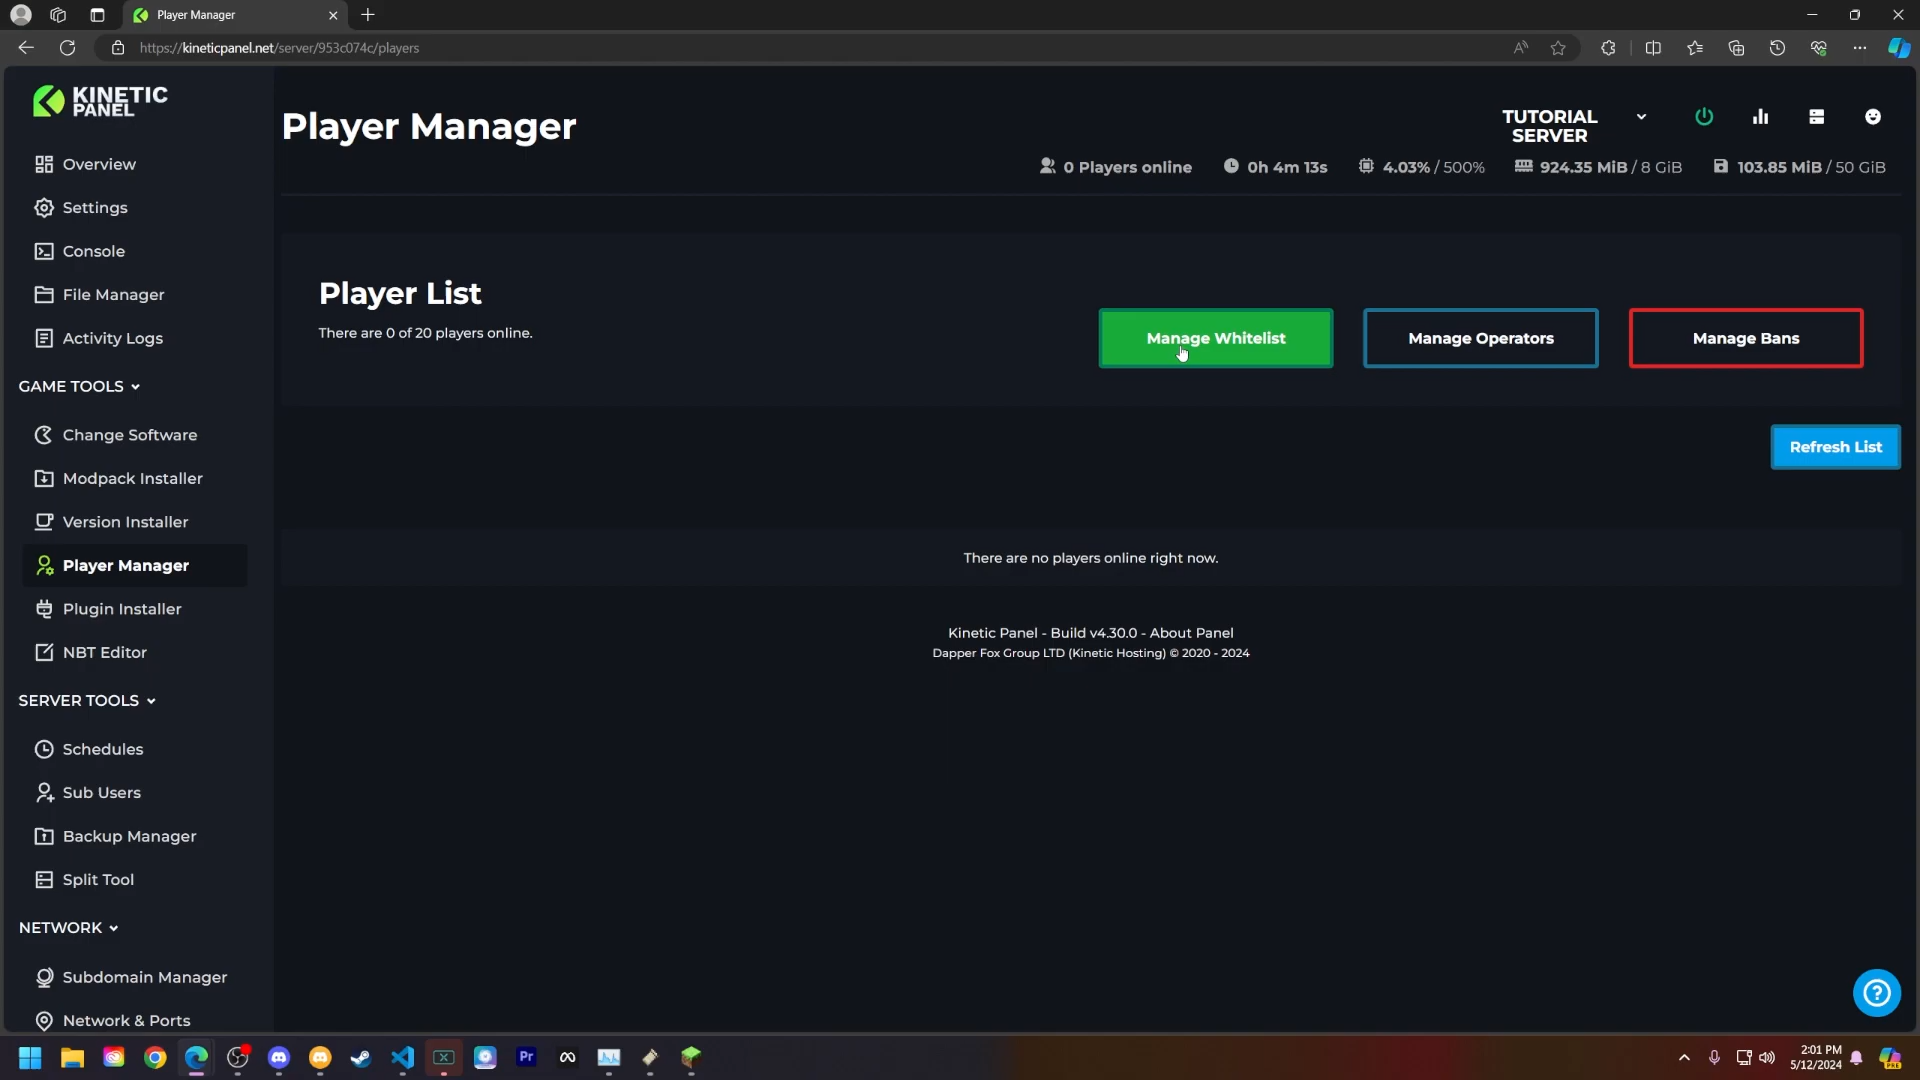 Player Manager
https://kineticpanel.net/server/953c074c/players
KINETIC
PANEL
Player Manager
TUTORIAL
SERVER
0 Players online
0h 4m 13s
4.03% / 500%
924.35 MiB / 8 GiB
103.85 MiB / 50 GiB
Overview
Settings
Console
File Manager
Activity Logs
GAME TOOLS
Change Software
Modpack Installer
Version Installer
Player Manager
Plugin Installer
NBT Editor
SERVER TOOLS
Schedules
Sub Users
Backup Manager
Split Tool
NETWORK
Subdomain Manager
Network & Ports
Player List
There are 0 of 20 players online.
Manage Whitelist
Manage Operators
Manage Bans
Refresh List
There are no players online right now.
Kinetic Panel - Build v4.30.0 - About Panel
Dapper Fox Group LTD (Kinetic Hosting) © 2020 - 2024
Pr
2:01 PM
5/12/2024
PRE